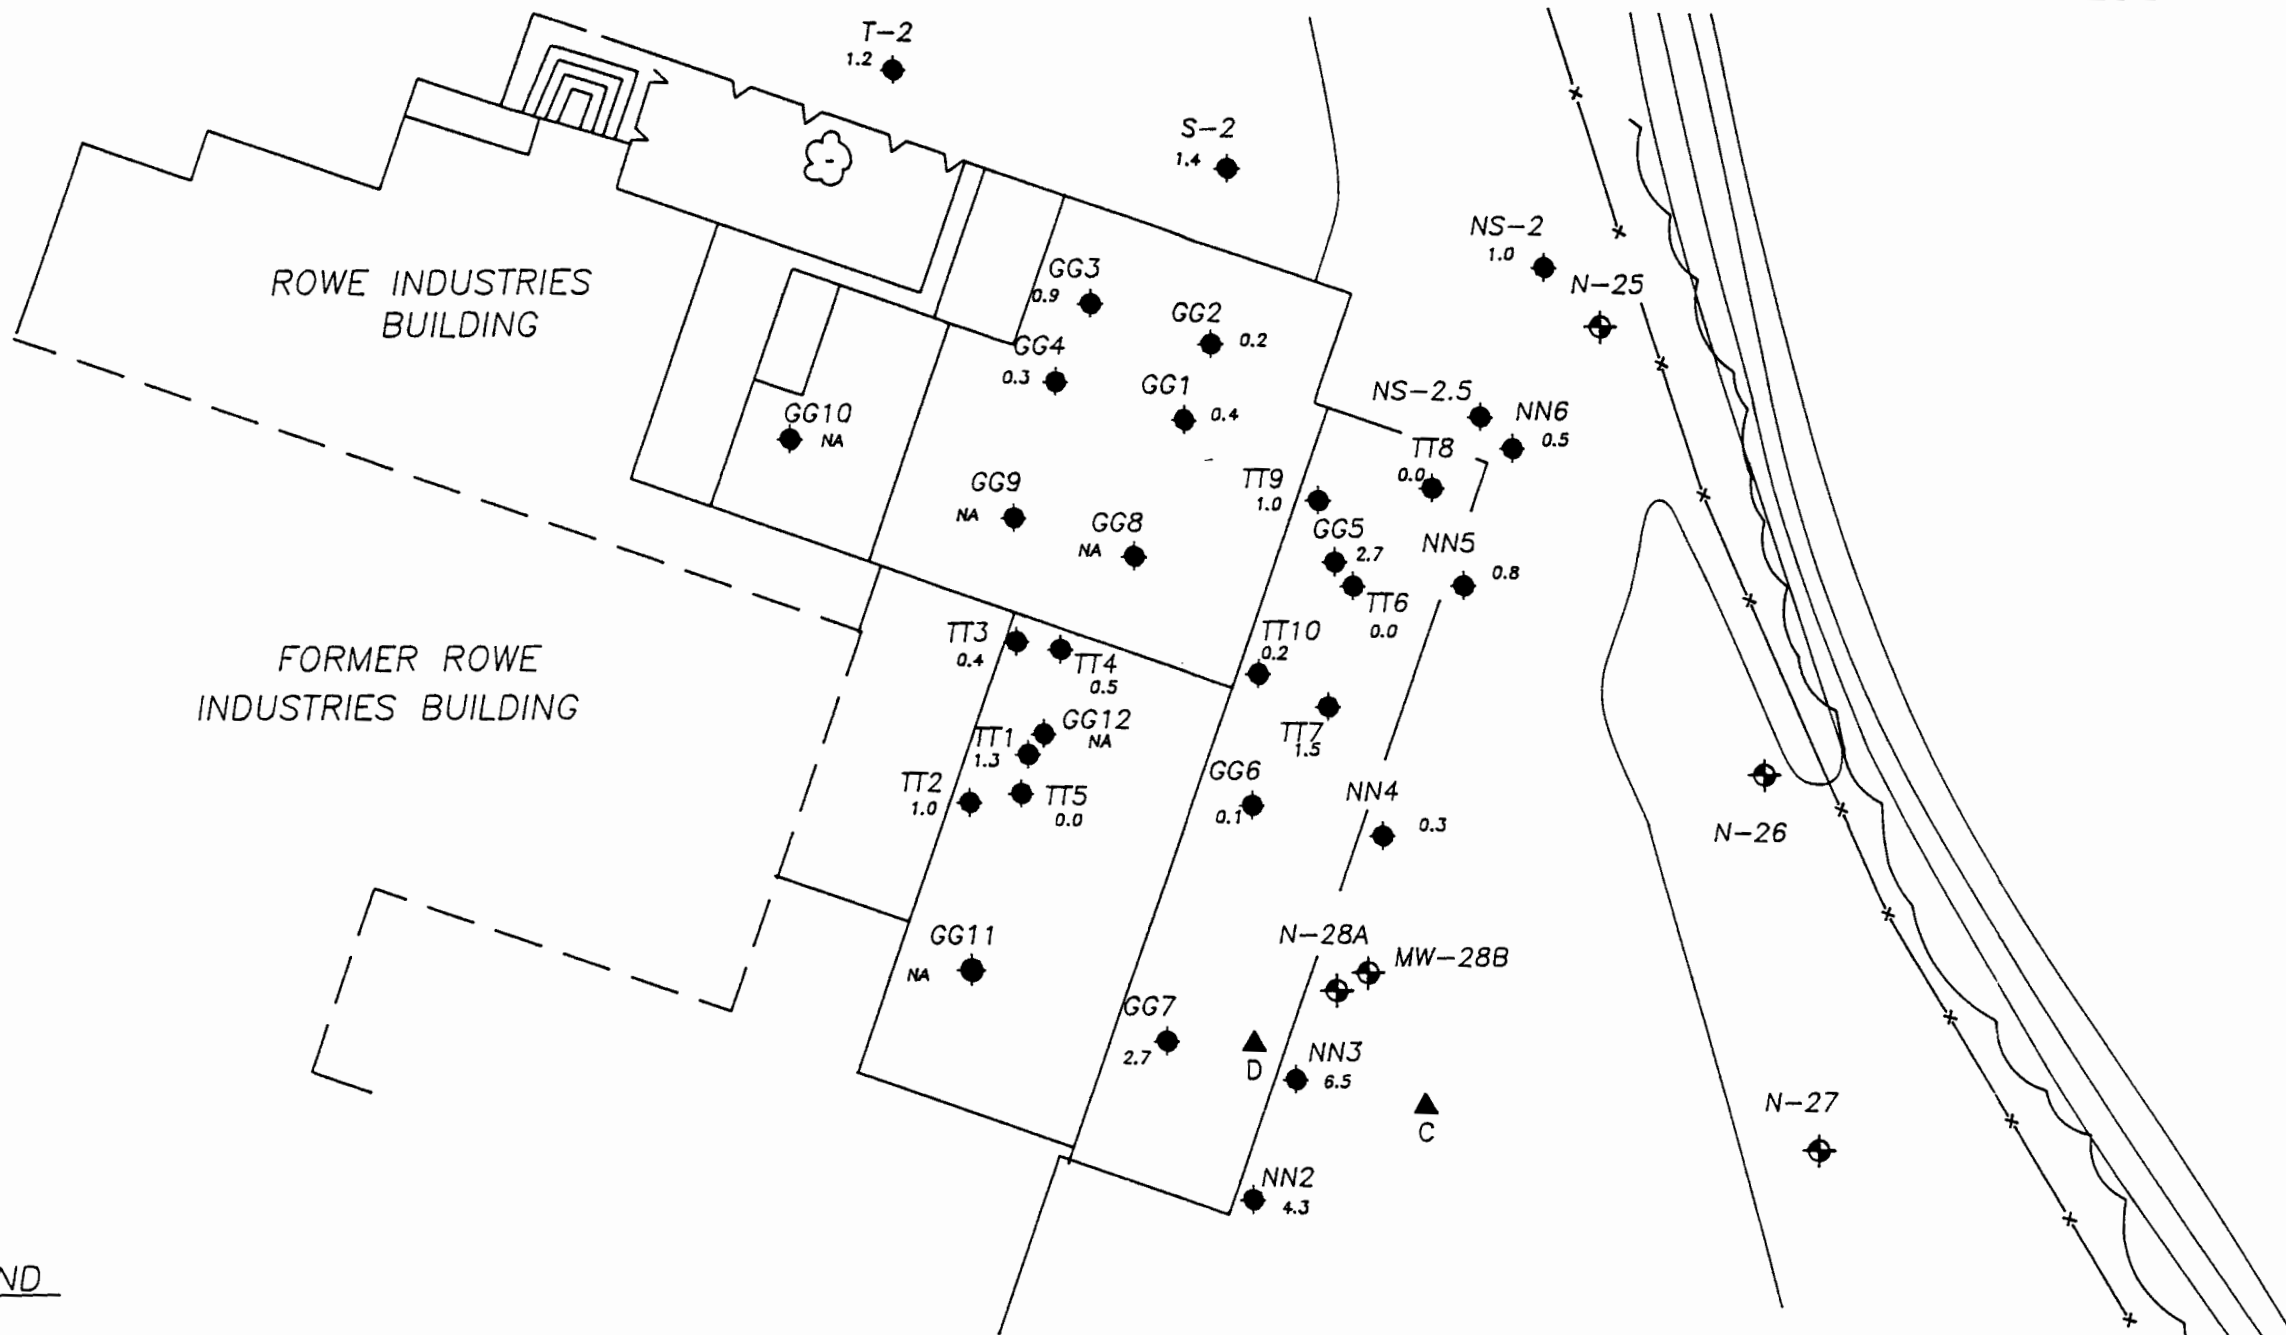 T-2
1.2
S-2
1.4
NS-2
1.0
N-25
ROWE INDUSTRIES
BUILDING
GG3
0.9
GG2
0.2
GG4
0.3
GG1
0.4
NS-2.5
NN6
0.5
GG10
NA
TT8
0.0
GG9
NA
TT9
1.0
GG8
NA
GG5
2.7
NN5
0.8
TT6
0.0
TT3
0.4
TT4
0.5
TT10
0.2
FORMER ROWE
INDUSTRIES BUILDING
GG12
NA
TT1
1.3
TT7
1.5
TT2
1.0
TT5
0.0
GG6
0.1
NN4
0.3
N-26
GG11
NA
N-28A
MW-28B
GG7
2.7
D
NN3
6.5
C
N-27
NN2
4.3
ND